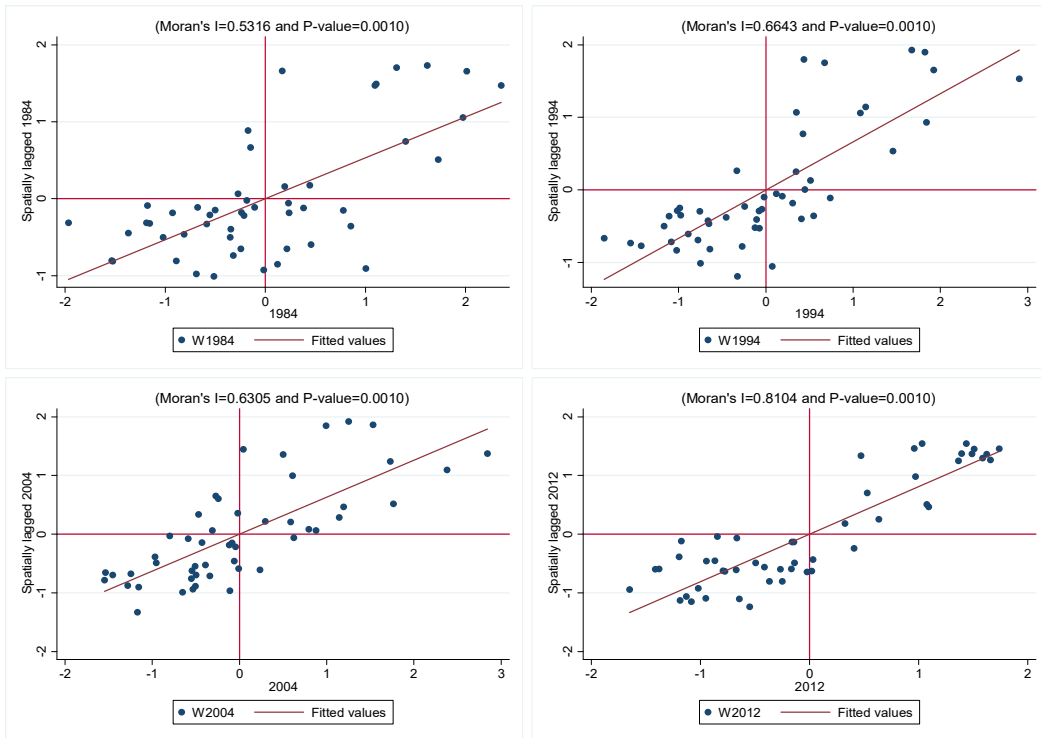 (Moran's I=0.5316 and P-value=0.0010)
Spatially lagged 1984
2
1
0
-1
-2
-1
0
1
2
1984
W1984
Fitted values
(Moran's I=0.6643 and P-value=0.0010)
Spatially lagged 1994
2
1
0
-1
-2
-1
0
1
2
3
1994
W1994
Fitted values
(Moran's I=0.6305 and P-value=0.0010)
Spatially lagged 2004
2
1
0
-1
-2
-2
-1
0
1
2
3
2004
W2004
Fitted values
(Moran's I=0.8104 and P-value=0.0010)
Spatially lagged 2012
2
1
0
-1
-2
-2
-1
0
1
2
2012
W2012
Fitted values